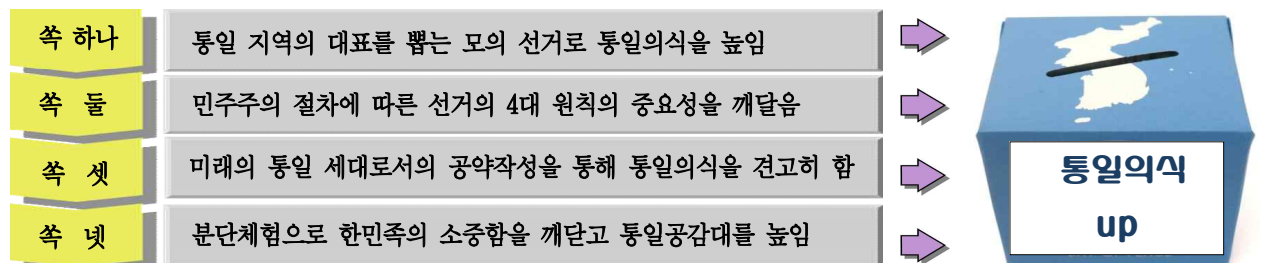 쏙 하나
통일 지역의 대표를 뽑는 모의 선거로 통일의식을 높임
쏙 둘
민주주의 절차에 따른 선거의 4대 원칙의 중요성을 깨달음
쏙 셋
미래의 통일 세대로서의 공약작성을 통해 통일의식을 견고히 함
쏙 넷
분단체험으로 한민족의 소중함을 깨닫고 통일공감대를 높임
통일의식
up